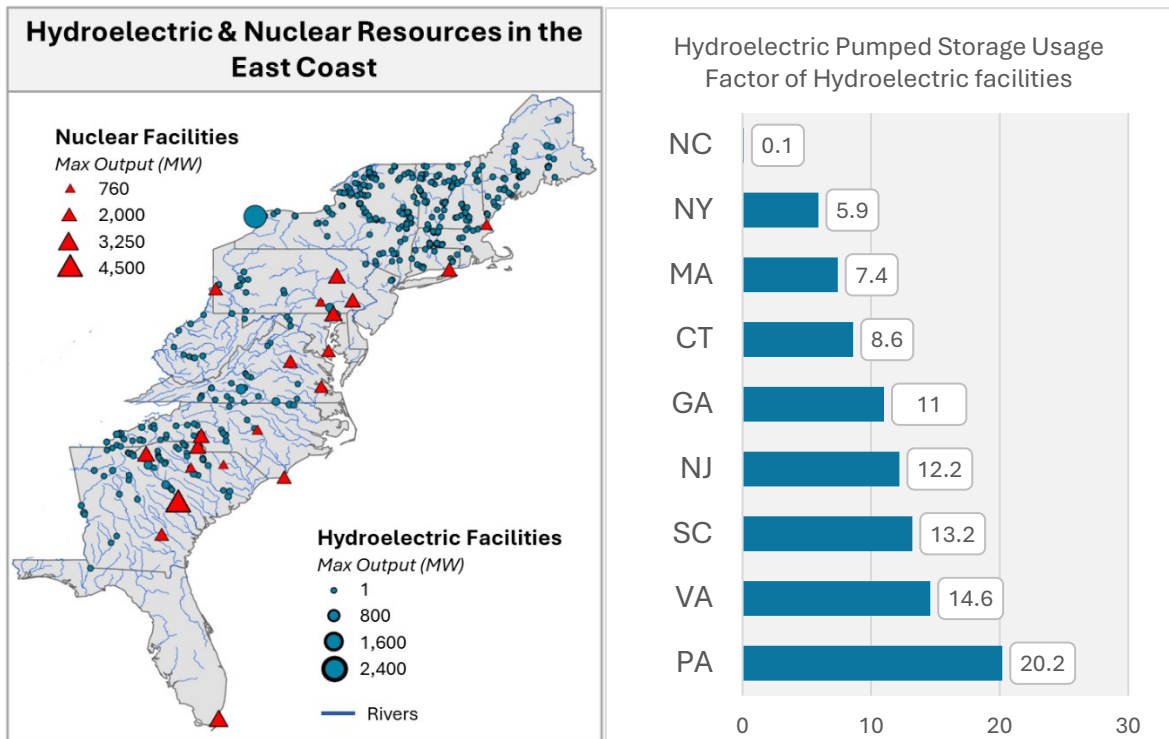 Hydroelectric & Nuclear Resources in the
East Coast
Nuclear Facilities
Max Output (MW)
760
2,000
3,250
4,500
Hydroelectric Facilities
Max Output (MW)
1
800
1,600
2,400
Rivers
Hydroelectric Pumped Storage Usage
Factor of Hydroelectric facilities
NC 0.1
NY 5.9
MA 7.4
CT 8.6
GA 11
NJ 12.2
SC 13.2
VA 14.6
PA 20.2
0 10 20 30